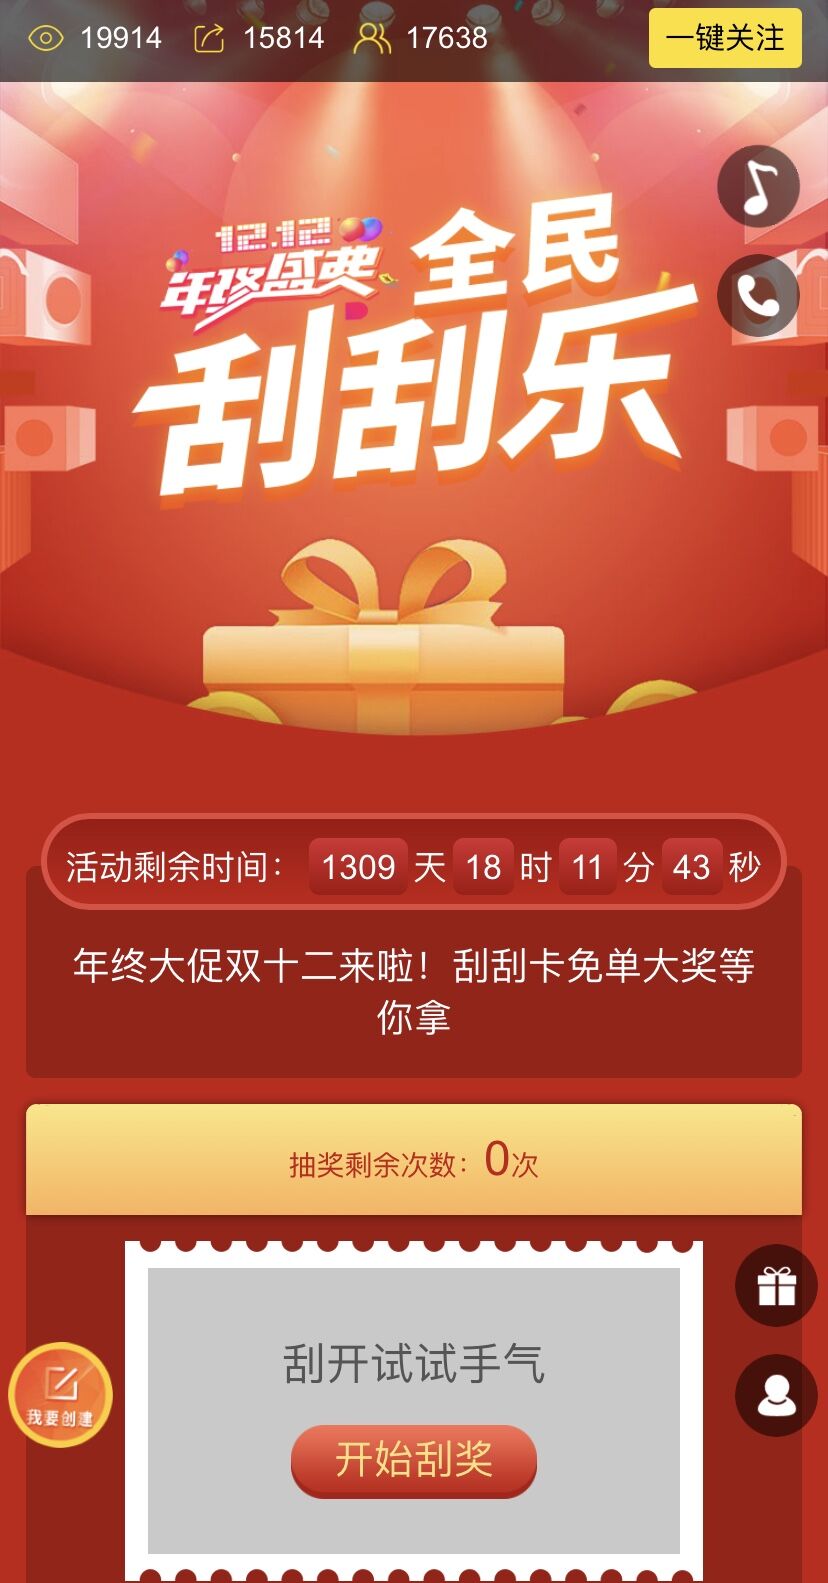 19914 15814 17638 一键关注
12.12
年终盛典
全民
刮刮乐
活动剩余时间： 1309 天 18 时 11 分 43 秒
年终大促双十二来啦！刮刮卡免单大奖等
你拿
抽奖剩余次数：0次
刮开试试手气
我要创建
开始刮奖